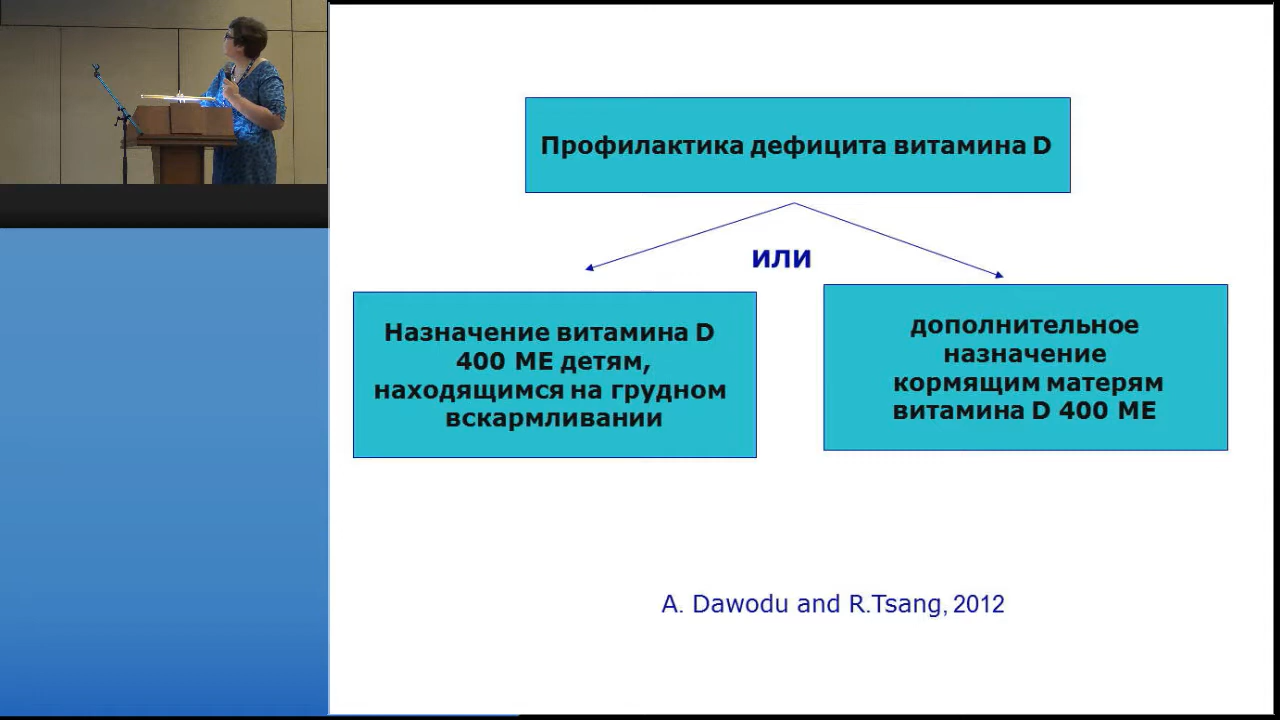 Профилактика дефицита витамина D
ИЛИ
Назначение витамина D
400 МЕ детям,
находящимся на грудном
вскармливании
дополнительное
назначение
кормящим матерям
витамина D 400 МЕ
A. Dawodu and R.Tsang, 2012